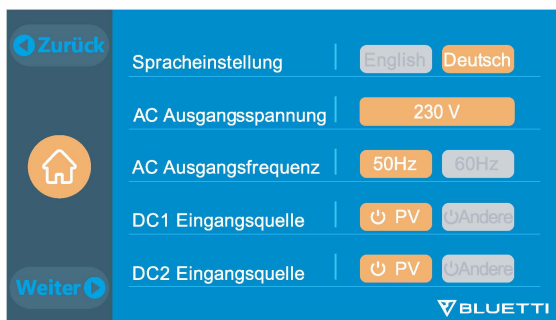 Zurück
Spracheinstellung English Deutsch
AC Ausgangsspannung 230 V
AC Ausgangsfrequenz 50Hz 60Hz
DC1 Eingangsquelle PV Andere
DC2 Eingangsquelle PV Andere
Weiter
BLUETTI